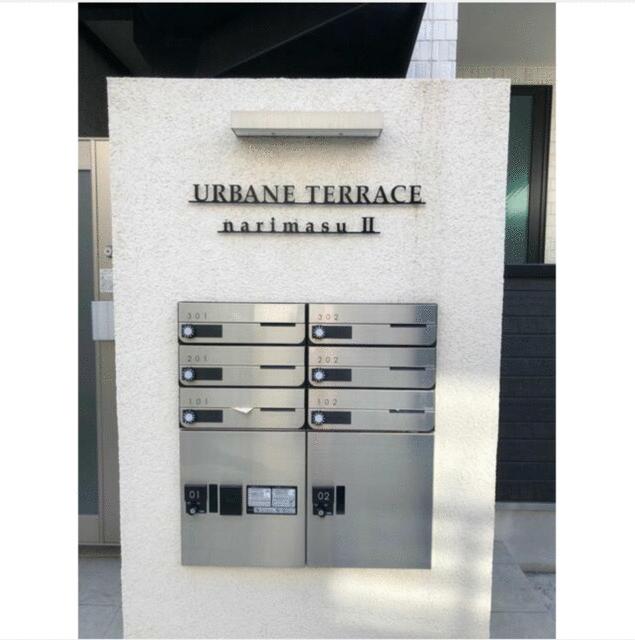 URBANE TERRACE
narimasu II
301 302
201 202
101 102
01 02